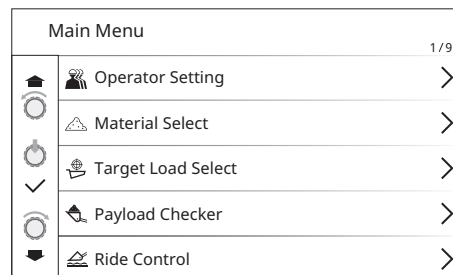 Main Menu
1/9
Operator Setting
Material Select
Target Load Select
Payload Checker
Ride Control